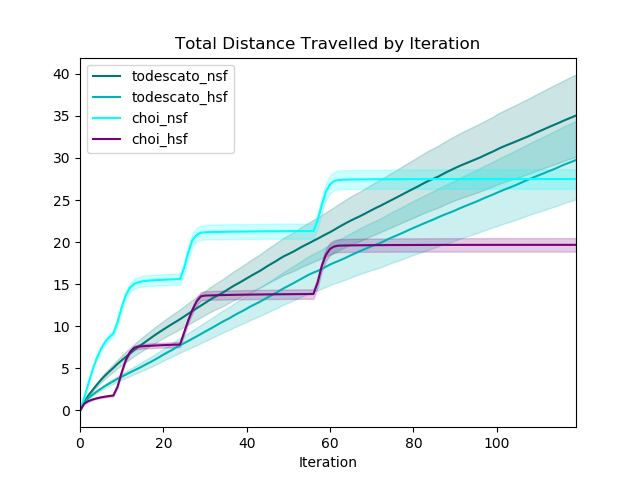 Total Distance Travelled by Iteration
todescato_nsf
todescato_hsf
choi_nsf
choi_hsf
40
35
30
25
20
15
10
5
0
0 20 40 60 80 100
Iteration